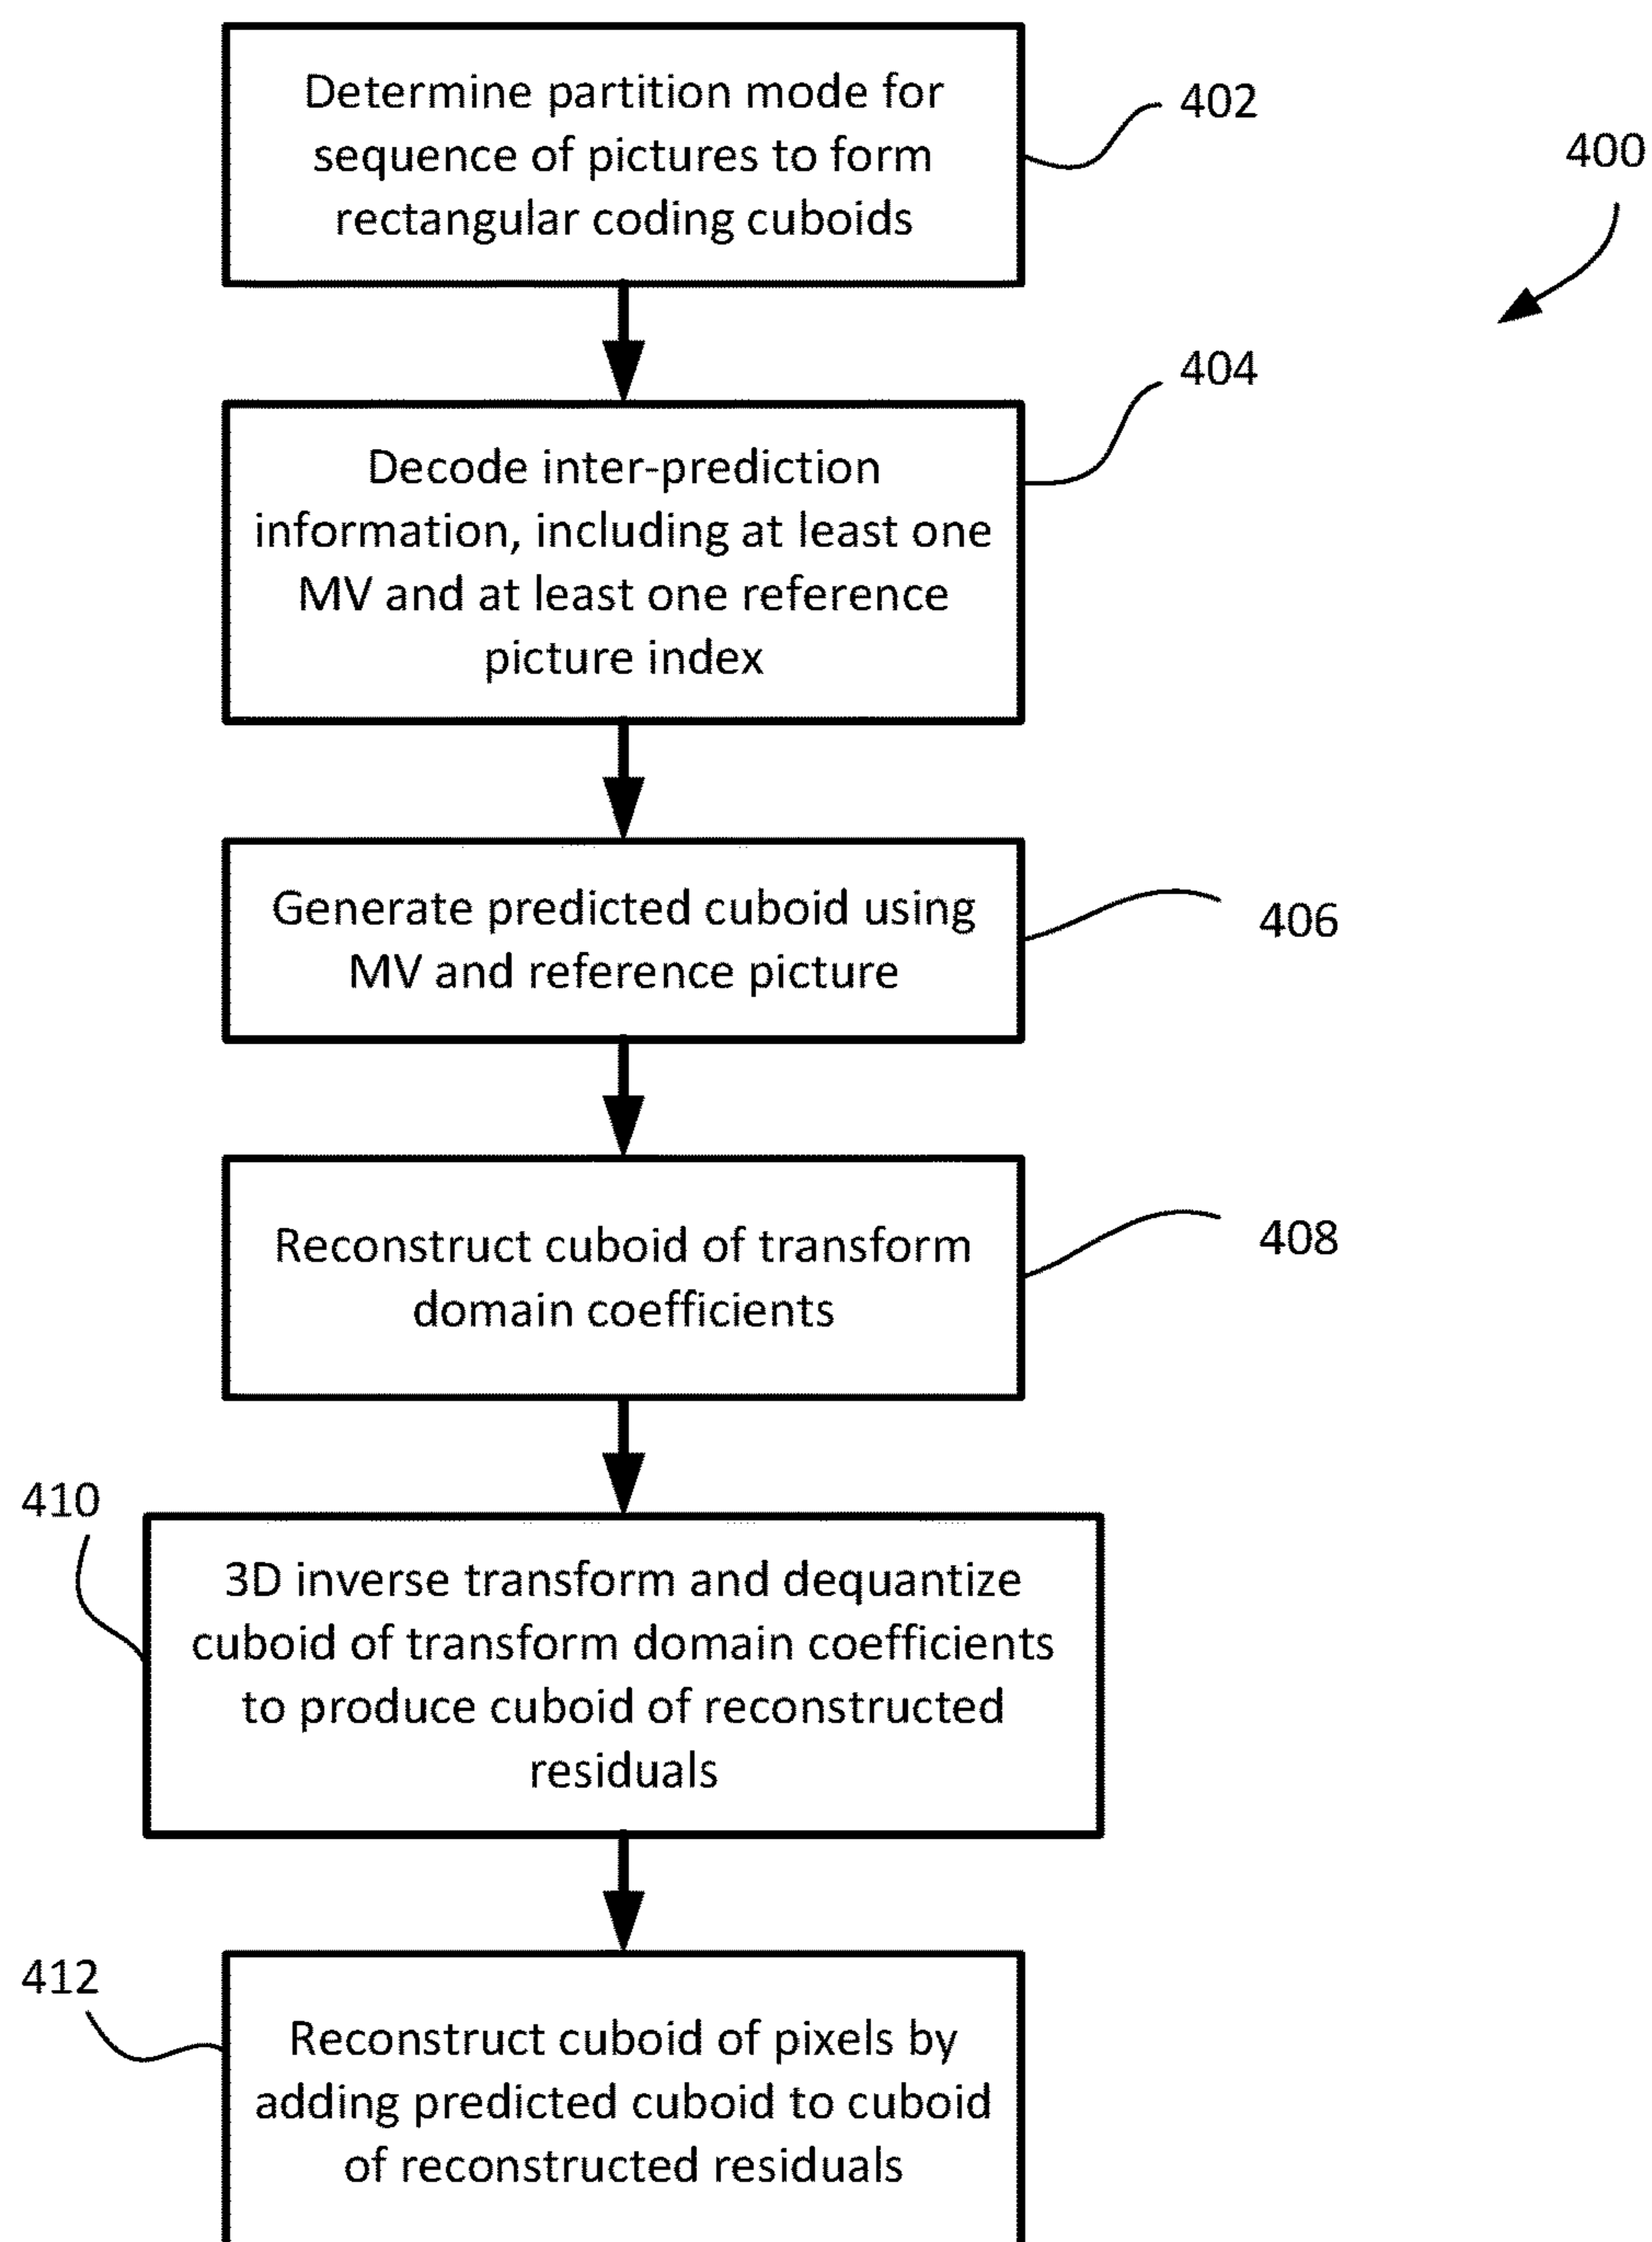 Determine partition mode for
sequence of pictures to form
rectangular coding cuboids
402
400
Decode inter-prediction
information, including at least one
MV and at least one reference
picture index
404
Generate predicted cuboid using
MV and reference picture
406
Reconstruct cuboid of transform
domain coefficients
408
410
3D inverse transform and dequantize
cuboid of transform domain coefficients
to produce cuboid of reconstructed
residuals
412
Reconstruct cuboid of pixels by
adding predicted cuboid to cuboid
of reconstructed residuals